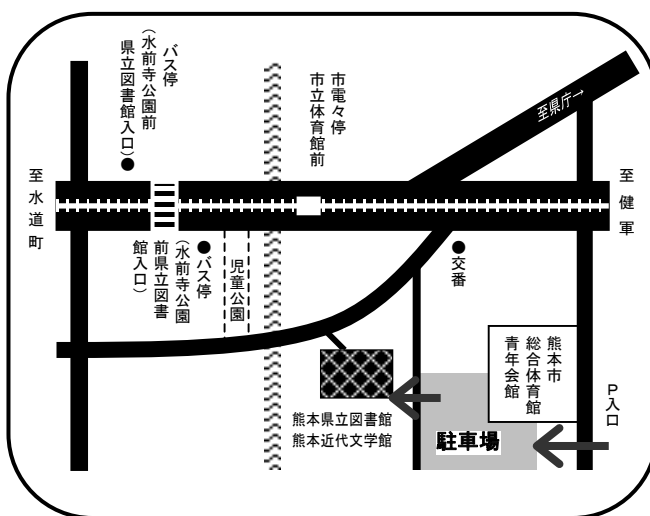 バス停
(水前寺公園前
県立図書館入口)●
市電々停
市立体育館前
至県庁→
至水道町
至健軍
●バス停
(水前寺公園
前県立図書
館入口)
児童公園
●交番
熊本市
総合体育館
青年会館
P入口
熊本県立図書館
熊本近代文学館
駐車場